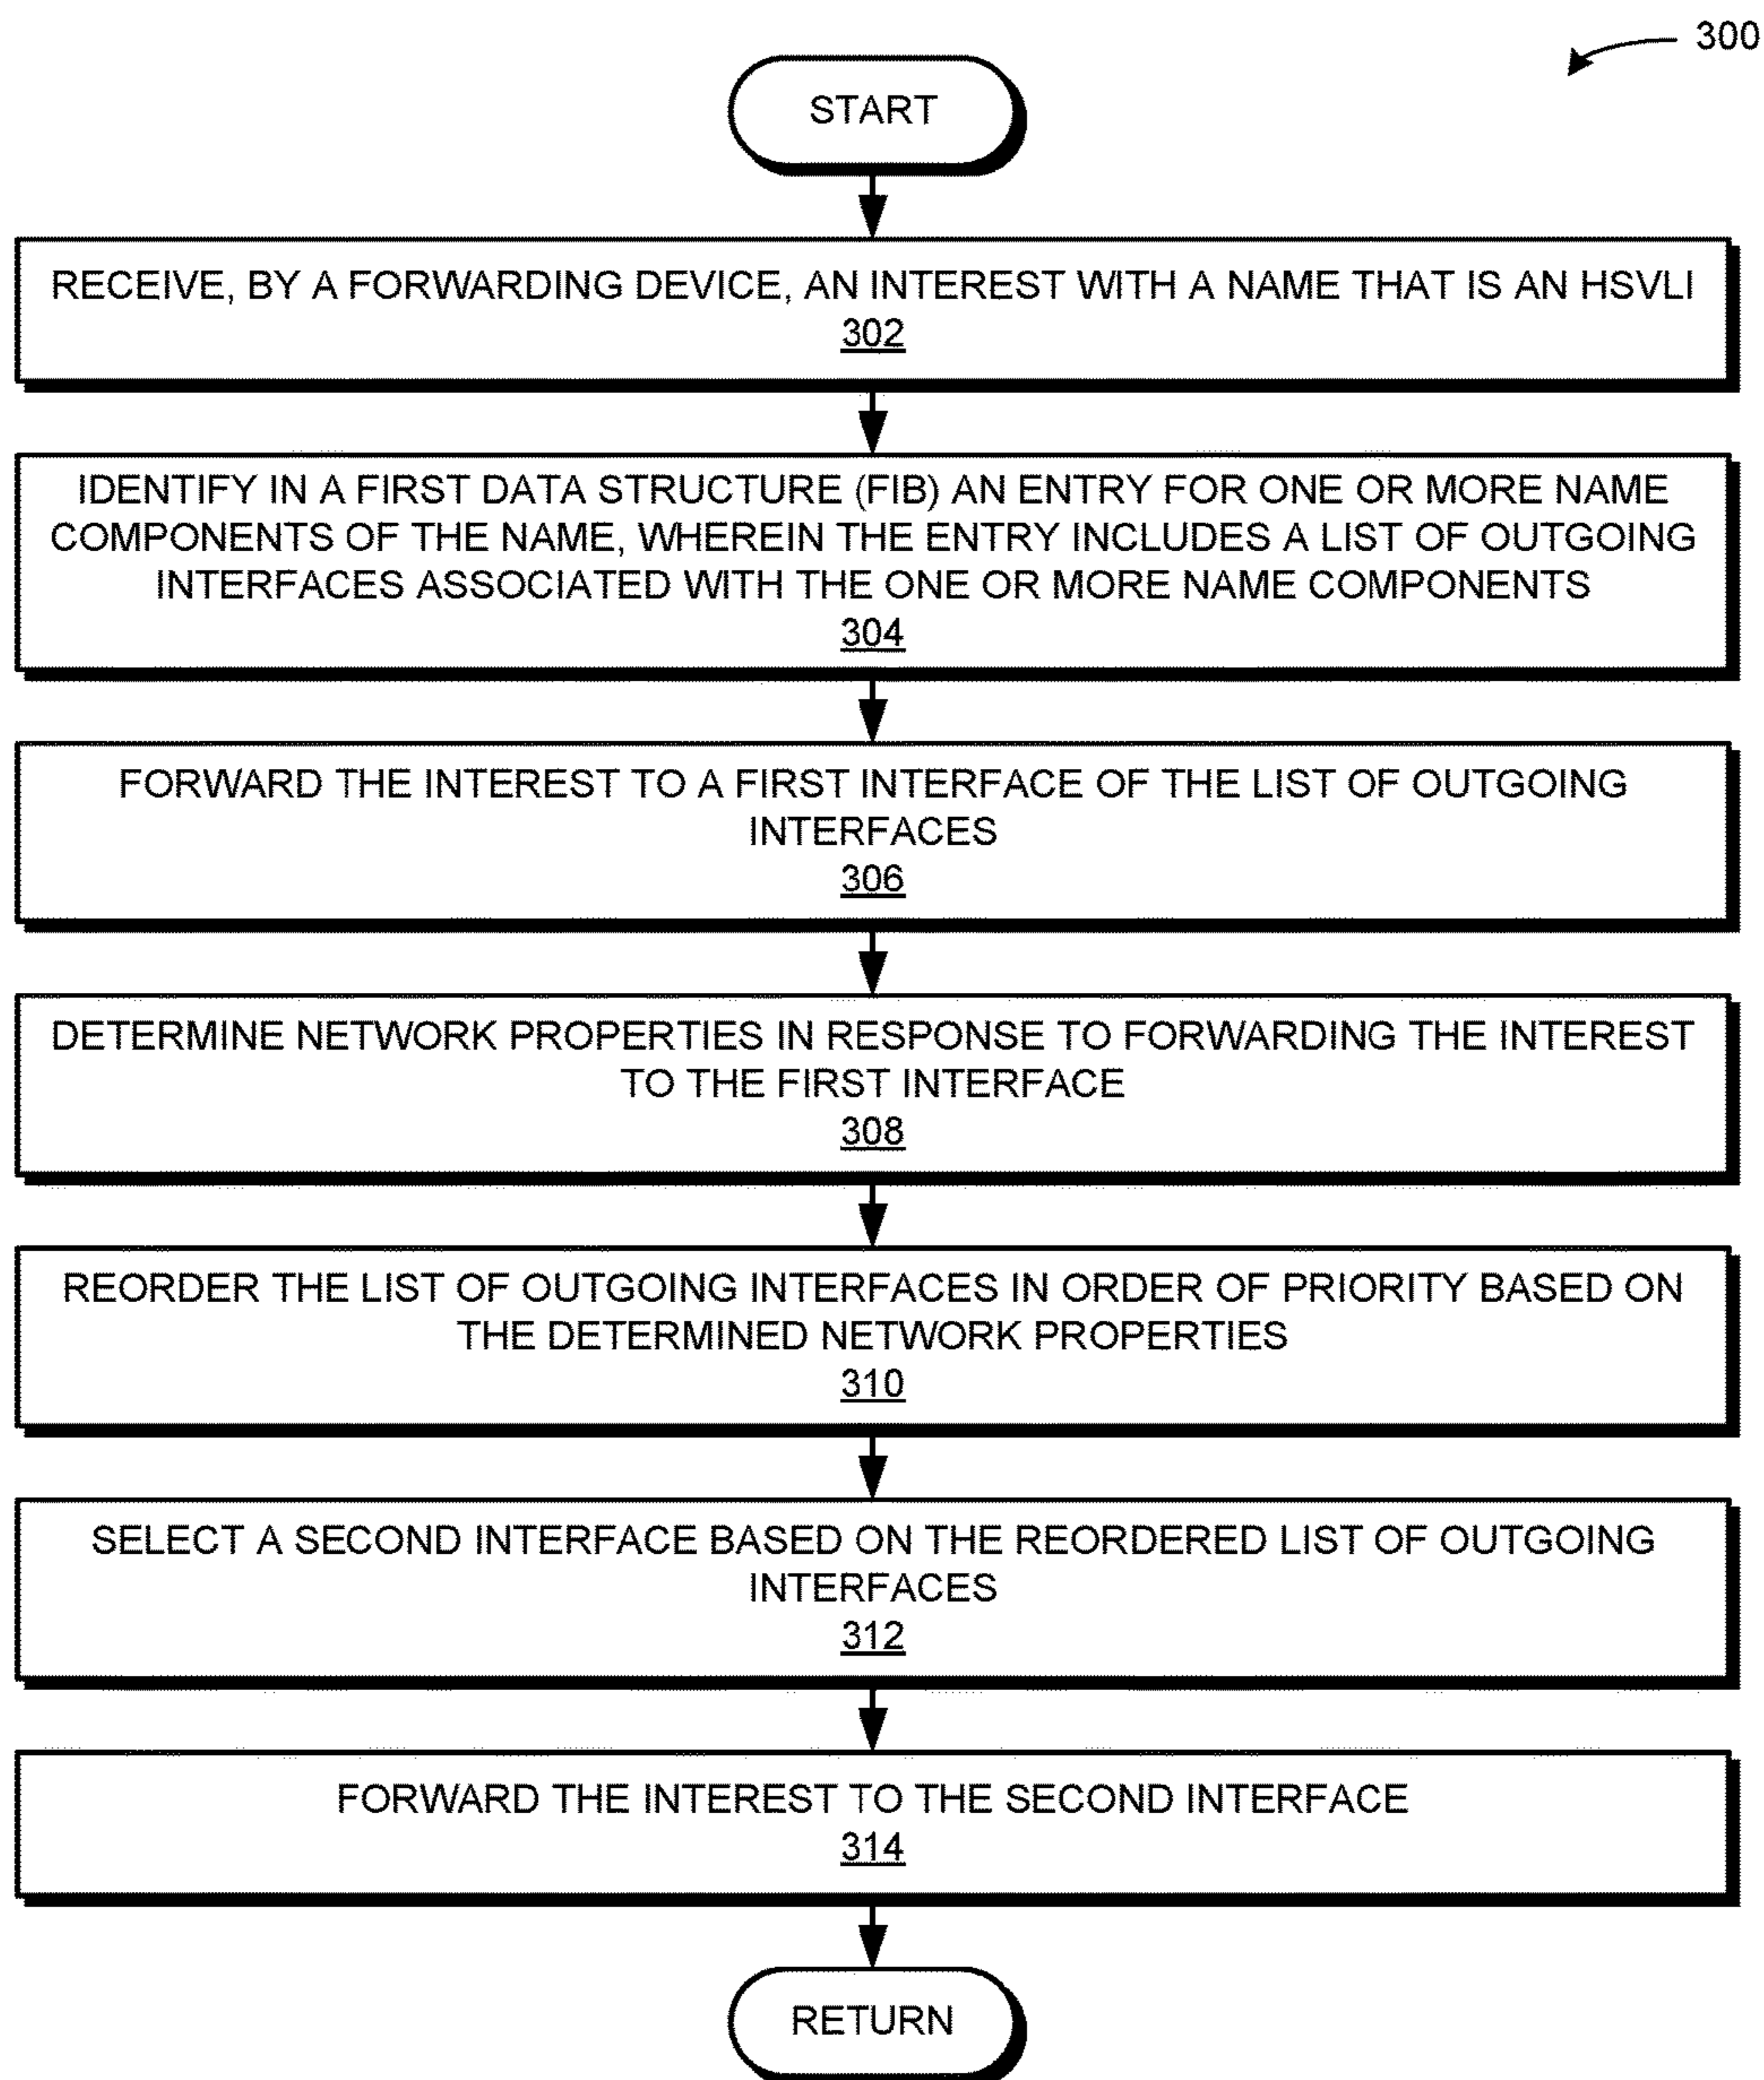 300
START
RECEIVE, BY A FORWARDING DEVICE, AN INTEREST WITH A NAME THAT IS AN HSVLI
302
IDENTIFY IN A FIRST DATA STRUCTURE (FIB) AN ENTRY FOR ONE OR MORE NAME
COMPONENTS OF THE NAME, WHEREIN THE ENTRY INCLUDES A LIST OF OUTGOING
INTERFACES ASSOCIATED WITH THE ONE OR MORE NAME COMPONENTS
304
FORWARD THE INTEREST TO A FIRST INTERFACE OF THE LIST OF OUTGOING
INTERFACES
306
DETERMINE NETWORK PROPERTIES IN RESPONSE TO FORWARDING THE INTEREST
TO THE FIRST INTERFACE
308
REORDER THE LIST OF OUTGOING INTERFACES IN ORDER OF PRIORITY BASED ON
THE DETERMINED NETWORK PROPERTIES
310
SELECT A SECOND INTERFACE BASED ON THE REORDERED LIST OF OUTGOING
INTERFACES
312
FORWARD THE INTEREST TO THE SECOND INTERFACE
314
RETURN